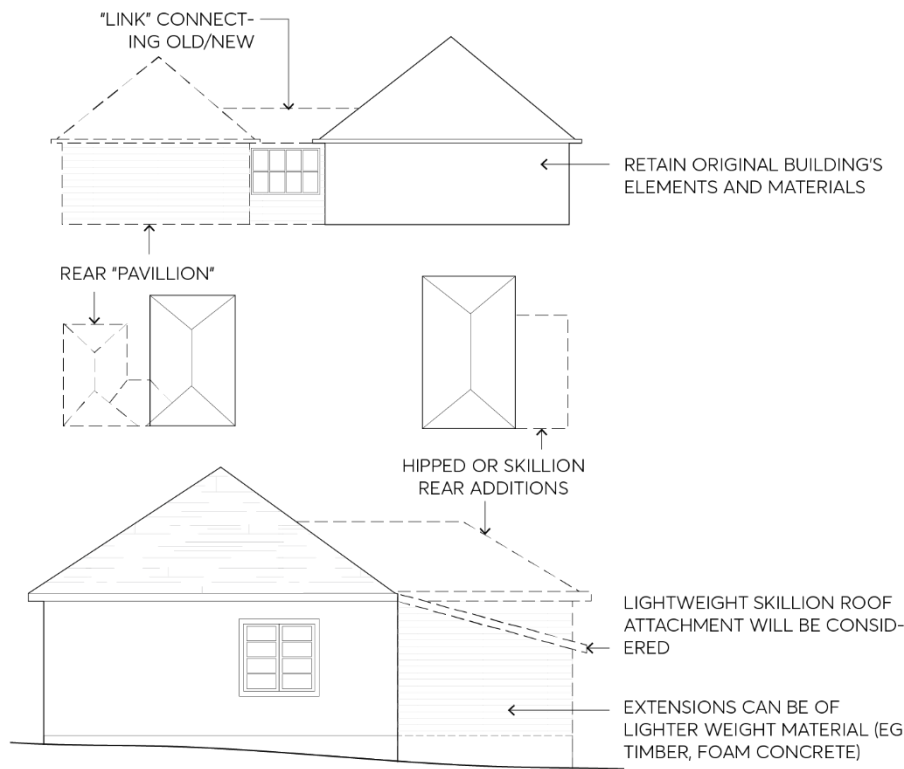 "LINK" CONNECT-
ING OLD/NEW
RETAIN ORIGINAL BUILDING'S
ELEMENTS AND MATERIALS
REAR "PAVILLION"
HIPPED OR SKILLION
REAR ADDITIONS
LIGHTWEIGHT SKILLION ROOF
ATTACHMENT WILL BE CONSID-
ERED
EXTENSIONS CAN BE OF
LIGHTER WEIGHT MATERIAL (EG
TIMBER, FOAM CONCRETE)